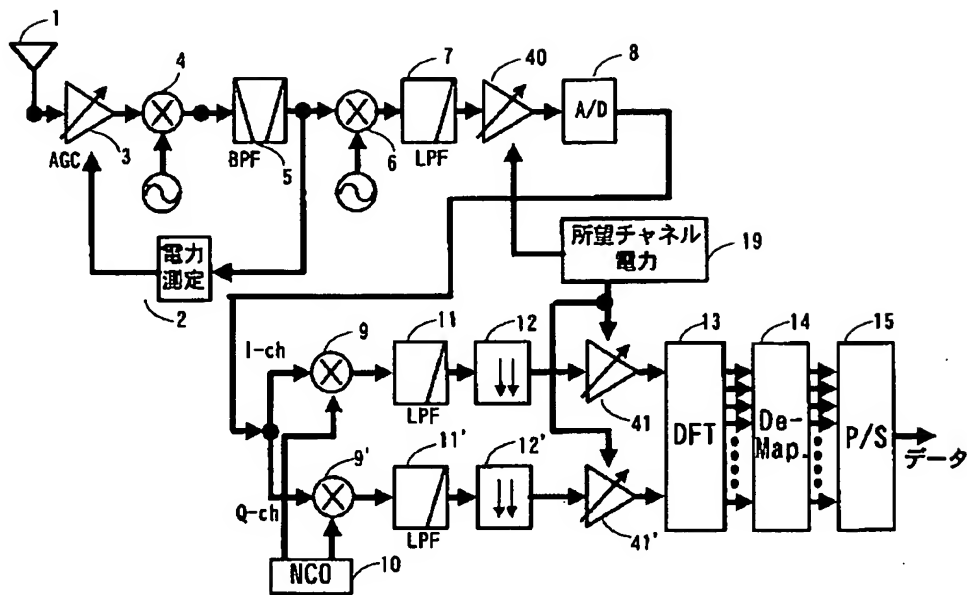 1
4
7
40
8
A/D
AGC
3
BPF
5
6
LPF
電力
測定
2
所望チャネル
電力
19
I-ch
9
11
12
13
14
15
LPF
41
DFT
De-
Map.
P/S
データ
9'
11'
12'
Q-ch
LPF
41'
NCO
10